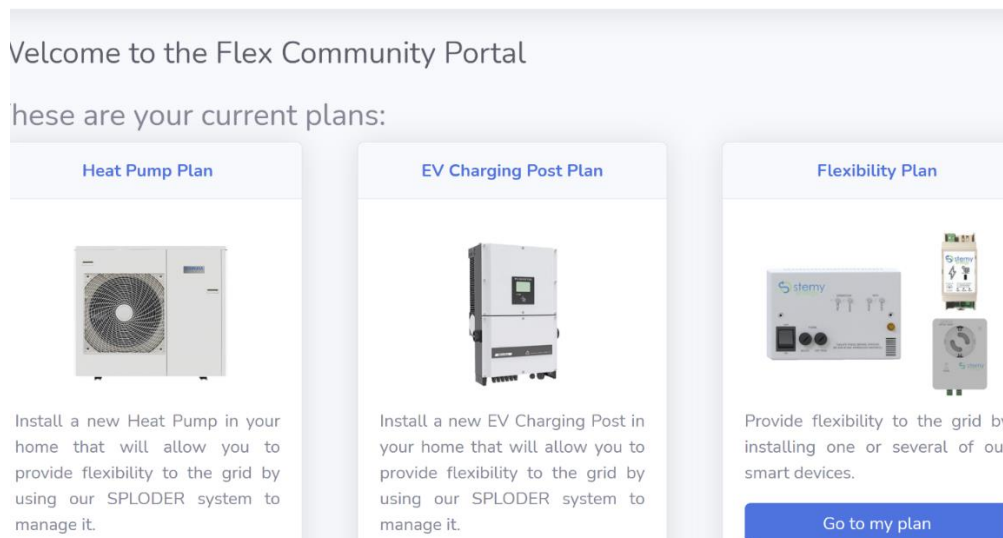 Welcome to the Flex Community Portal
These are your current plans:
Heat Pump Plan
Install a new Heat Pump in your
home that will allow you to
provide flexibility to the grid by
using our SPLODER system to
manage it.
EV Charging Post Plan
Install a new EV Charging Post in
your home that will allow you to
provide flexibility to the grid by
using our SPLODER system to
manage it.
Flexibility Plan
stemy
stemy
stemy
Provide flexibility to the grid by
installing one or several of ou
smart devices.
Go to my plan